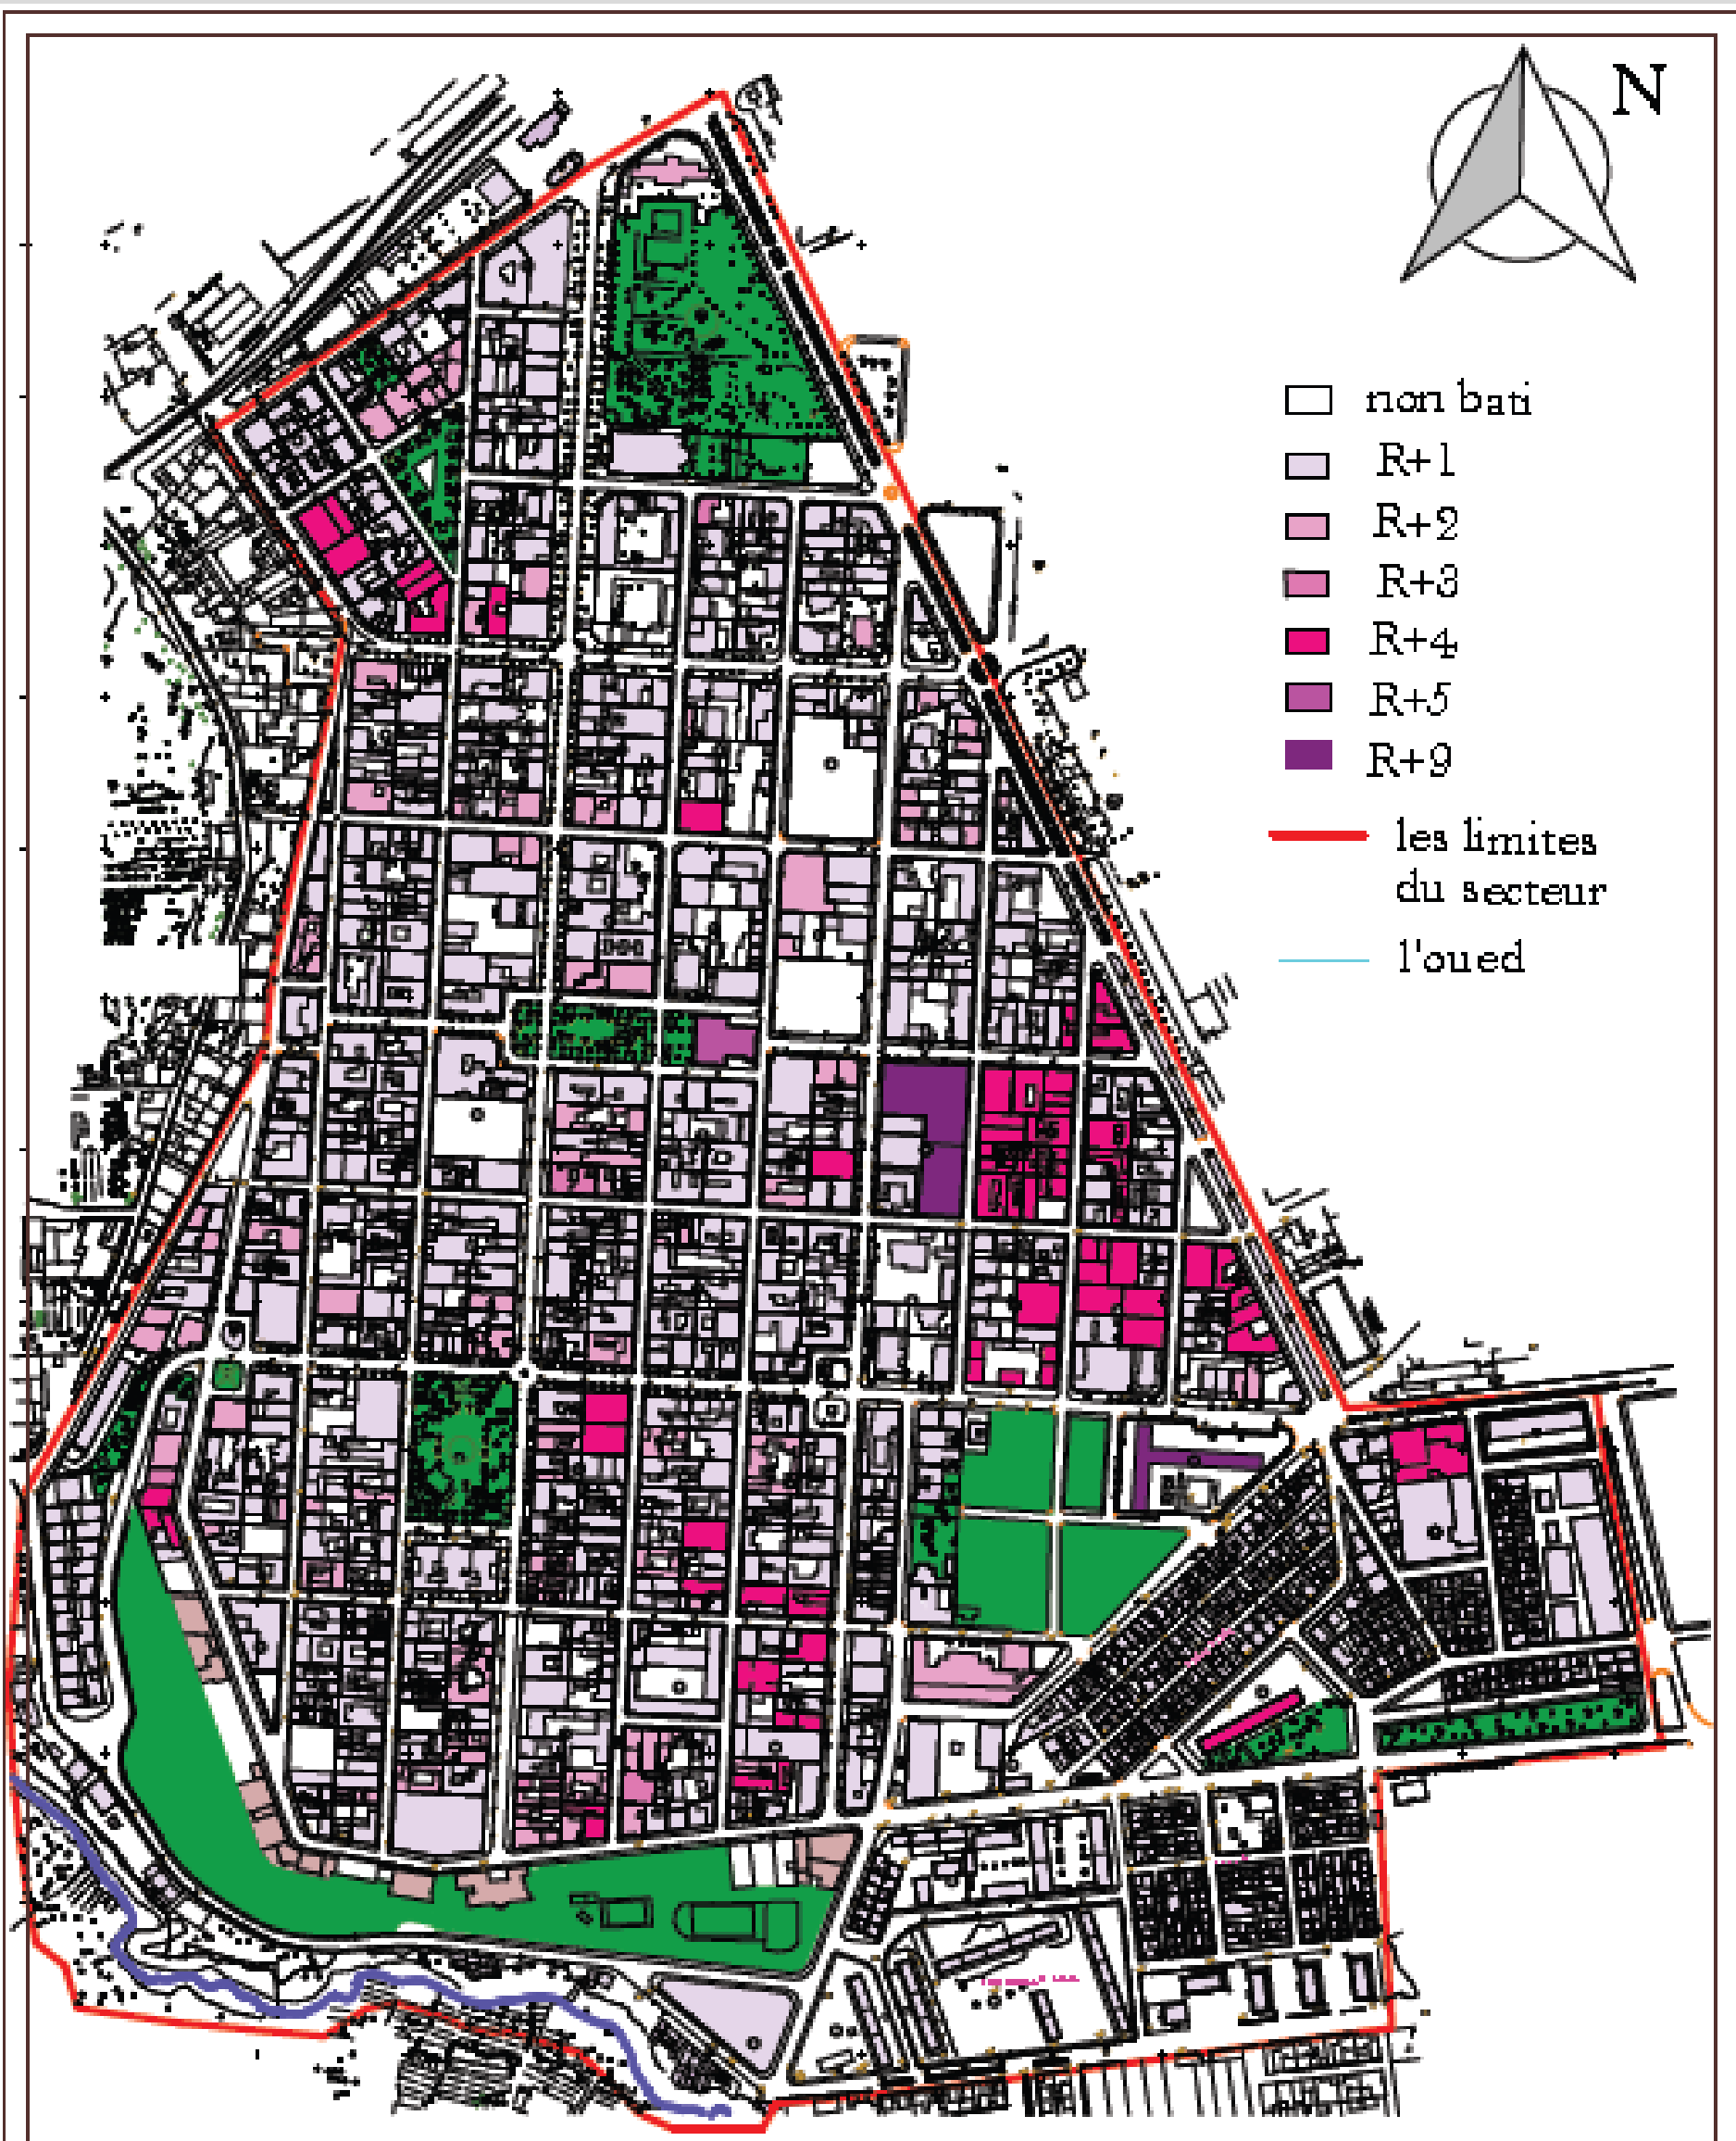 N
non bati
R+1
R+2
R+3
R+4
R+5
R+9
les limites
du secteur
l'oued